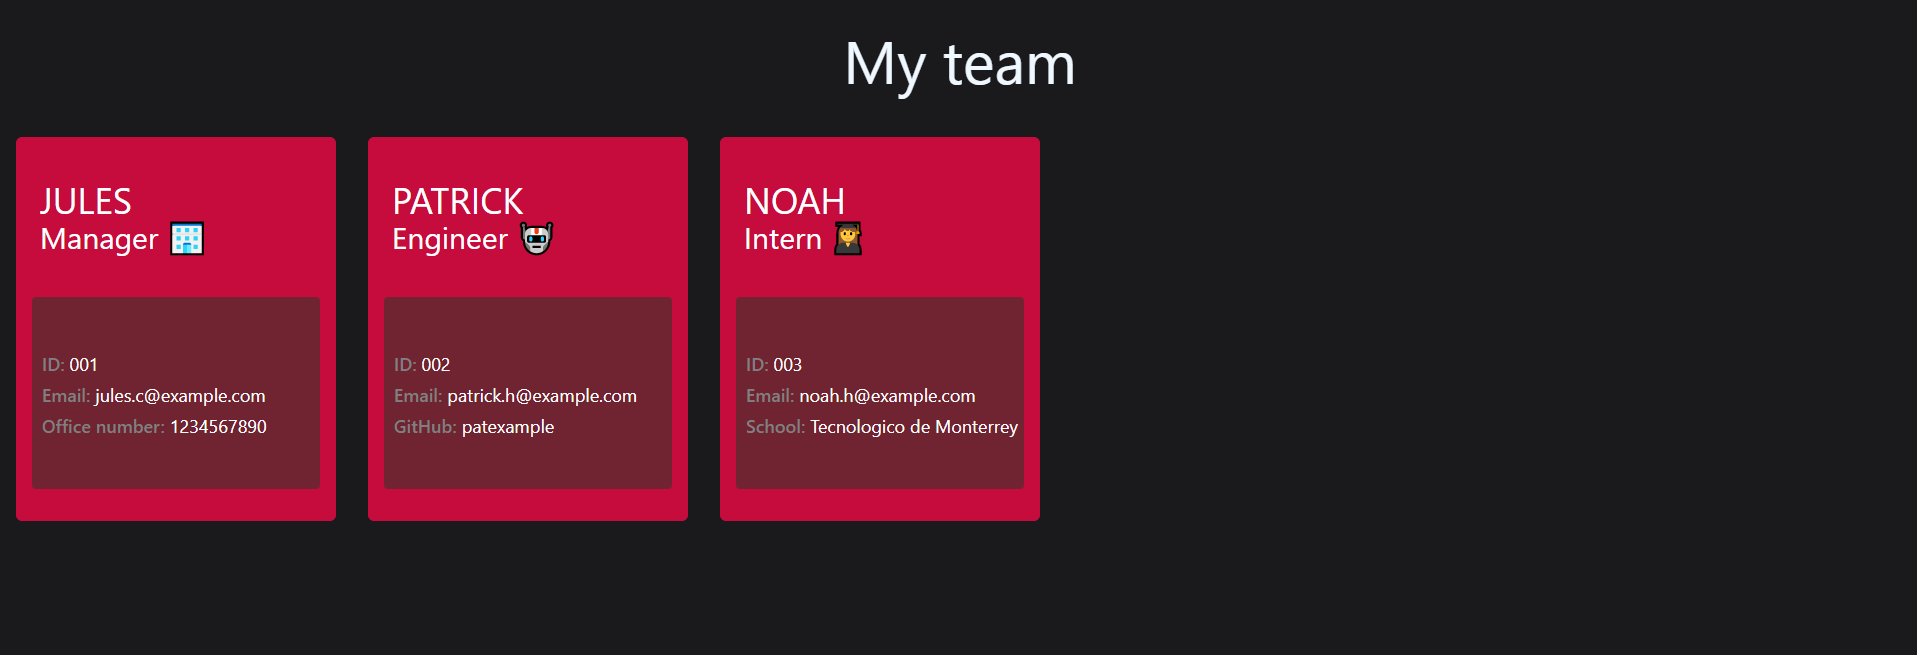 My team
JULES
Manager 🏢
ID: 001
Email: jules.c@example.com
Office number: 1234567890
PATRICK
Engineer 🤖
ID: 002
Email: patrick.h@example.com
GitHub: patexample
NOAH
Intern 👩‍🎓
ID: 003
Email: noah.h@example.com
School: Tecnologico de Monterrey